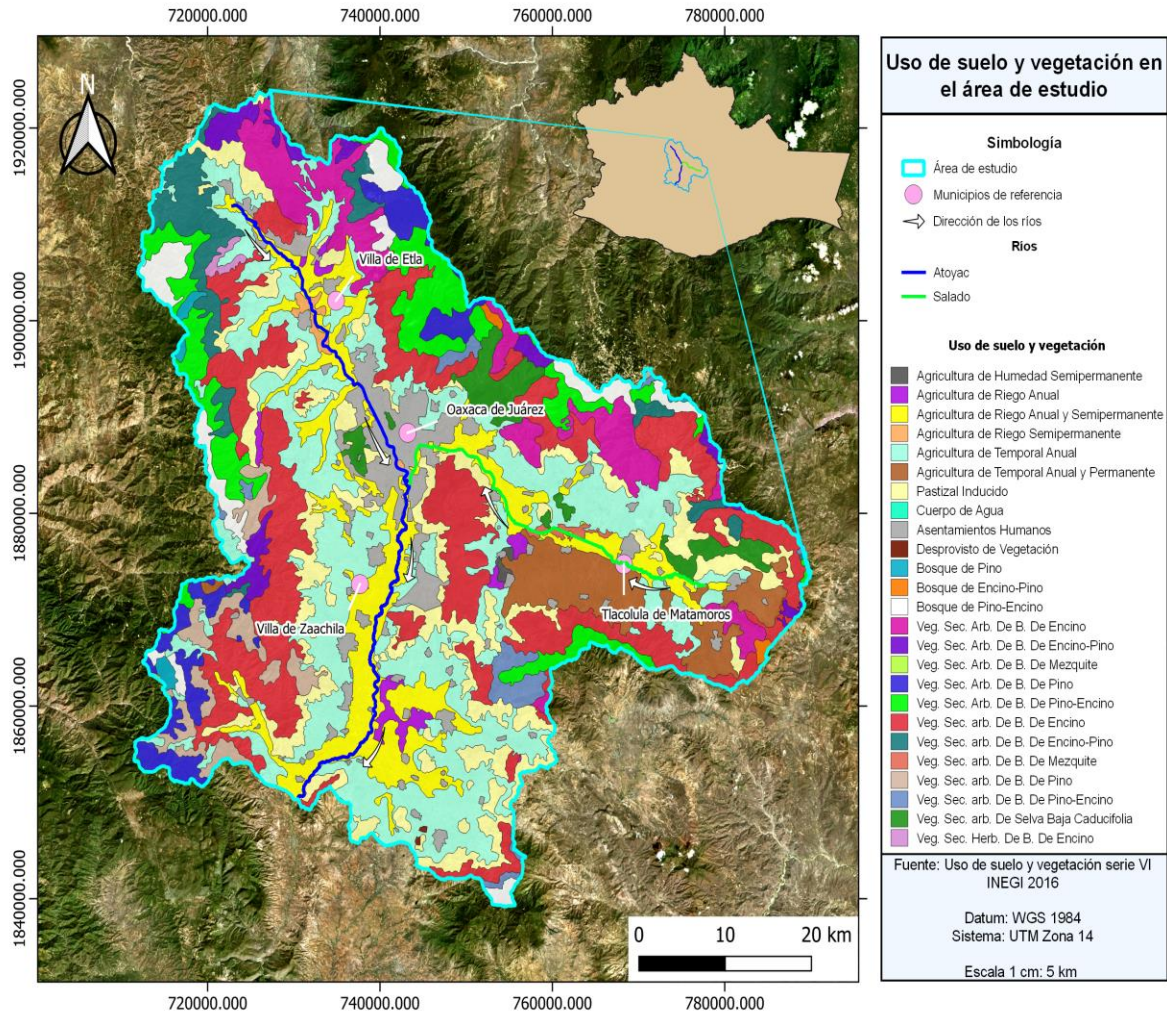 720000.000 740000.000 760000.000 780000.000
1920000.000
1900000.000
1880000.000
1860000.000
1840000.000
N
Villa de Etla
Oaxaca de Juárez
Tlacolula de Matamoros
Villa de Zaachila
0 10 20 km
720000.000 740000.000 760000.000 780000.000
Uso de suelo y vegetación en
el área de estudio
Simbología
Área de estudio
Municipios de referencia
Dirección de los ríos
Rios
Atoyac
Salado
Uso de suelo y vegetación
Agricultura de Humedad Semipermanente
Agricultura de Riego Anual
Agricultura de Riego Anual y Semipermanente
Agricultura de Riego Semipermanente
Agricultura de Temporal Anual
Agricultura de Temporal Anual y Permanente
Pastizal Inducido
Cuerpo de Agua
Asentamientos Humanos
Desprovisto de Vegetación
Bosque de Pino
Bosque de Encino-Pino
Bosque de Pino-Encino
Veg. Sec. Arb. De B. De Encino
Veg. Sec. Arb. De B. De Encino-Pino
Veg. Sec. Arb. De B. De Mezquite
Veg. Sec. Arb. De B. De Pino
Veg. Sec. Arb. De B. De Pino-Encino
Veg. Sec. arb. De B. De Encino
Veg. Sec. arb. De B. De Encino-Pino
Veg. Sec. arb. De B. De Mezquite
Veg. Sec. arb. De B. De Pino
Veg. Sec. arb. De B. De Pino-Encino
Veg. Sec. arb. De Selva Baja Caducifolia
Veg. Sec. Herb. De B. De Encino
Fuente: Uso de suelo y vegetación serie VI
INEGI 2016
Datum: WGS 1984
Sistema: UTM Zona 14
Escala 1 cm: 5 km